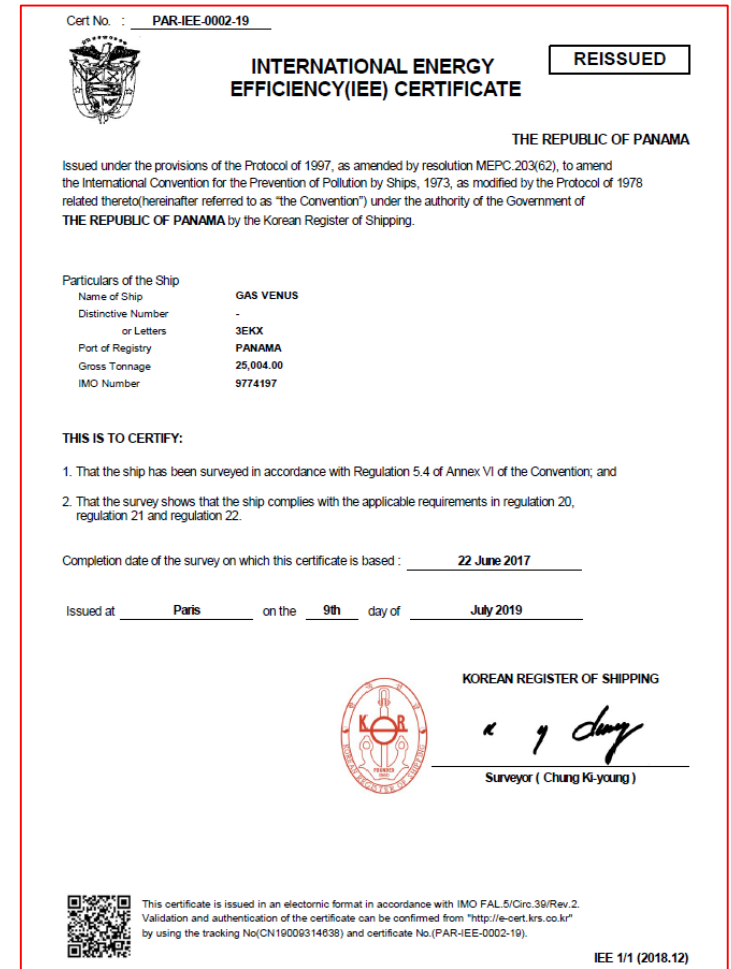 Cert No. : PAR-IEE-0002-19
INTERNATIONAL ENERGY
EFFICIENCY(IEE) CERTIFICATE
REISSUED
THE REPUBLIC OF PANAMA
Issued under the provisions of the Protocol of 1997, as amended by resolution MEPC.203(62), to amend
the International Convention for the Prevention of Pollution by Ships, 1973, as modified by the Protocol of 1978
related thereto(hereinafter referred to as “the Convention”) under the authority of the Government of
THE REPUBLIC OF PANAMA by the Korean Register of Shipping.
Particulars of the Ship
Name of Ship GAS VENUS
Distinctive Number -
or Letters 3EKX
Port of Registry PANAMA
Gross Tonnage 25,004.00
IMO Number 9774197
THIS IS TO CERTIFY:
1. That the ship has been surveyed in accordance with Regulation 5.4 of Annex VI of the Convention; and
2. That the survey shows that the ship complies with the applicable requirements in regulation 20,
regulation 21 and regulation 22.
Completion date of the survey on which this certificate is based : 22 June 2017
Issued at Paris on the 9th day of July 2019
KOREAN REGISTER OF SHIPPING
K R
FOUNDED
KOREAN REGISTER OF SHIPPING
Surveyor ( Chung Ki-young )
This certificate is issued in an electornic format in accordance with IMO FAL.5/Circ.39/Rev.2.
Validation and authentication of the certificate can be confirmed from "http://e-cert.krs.co.kr"
by using the tracking No(CN19009314638) and certificate No.(PAR-IEE-0002-19).
IEE 1/1 (2018.12)